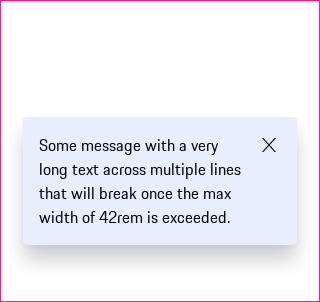 Some message with a very
long text across multiple lines
that will break once the max
width of 42rem is exceeded.